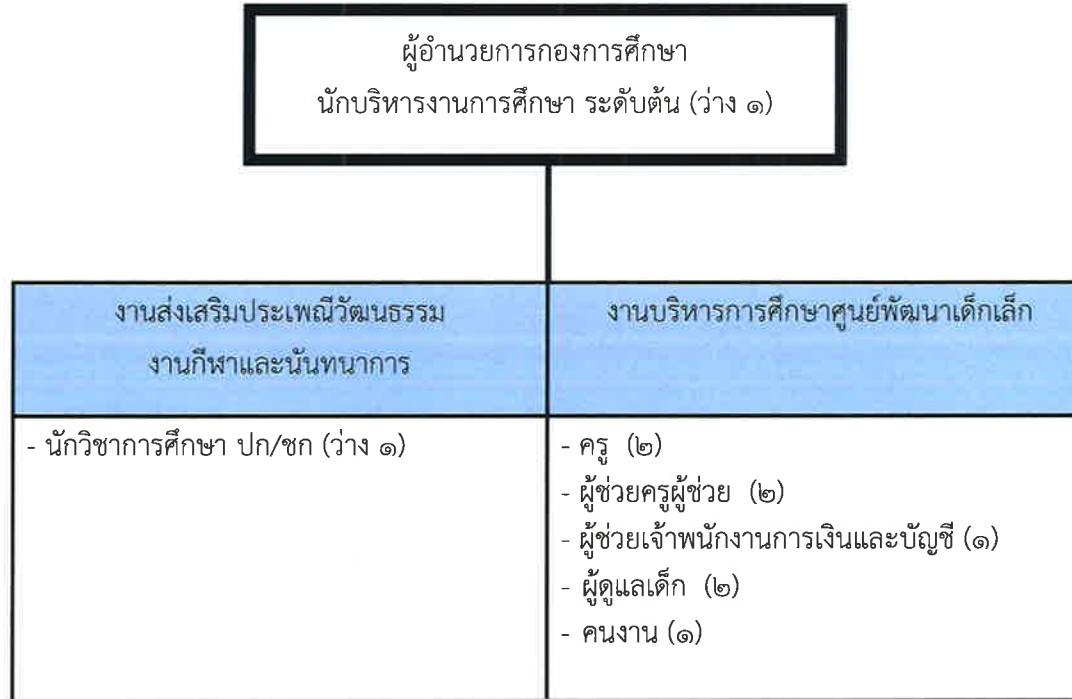 ผู้อำนวยการกองการศึกษา
นักบริหารงานการศึกษา ระดับต้น (ว่าง ๑)
งานส่งเสริมประเพณีวัฒนธรรม
งานกีฬาและนันทนาการ
งานบริหารการศึกษาศูนย์พัฒนาเด็กเล็ก
- นักวิชาการศึกษา ปก/ชก (ว่าง ๑)
- ครู (๒)
- ผู้ช่วยครูผู้ช่วย (๒)
- ผู้ช่วยเจ้าพนักงานการเงินและบัญชี (๑)
- ผู้ดูแลเด็ก (๒)
- คนงาน (๑)